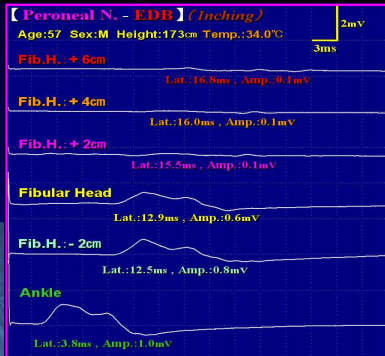 【 Peroneal N. - EDB 】 (Inching)
2mV
Age:57 Sex:M Height:173cm Temp.:34.0℃
3ms
Fib.H.:+ 6cm
Lat.:16.8ms , Amp.:0.1mV
Fib.H.:+ 4cm
Lat.:16.0ms , Amp.:0.1mV
Fib.H.:+ 2cm
Lat.:15.5ms , Amp.:0.1mV
Fibular Head
Lat.:12.9ms , Amp.:0.6mV
Fib.H.:- 2cm
Lat.:12.5ms , Amp.:0.8mV
Ankle
Lat.:3.8ms , Amp.:1.0mV